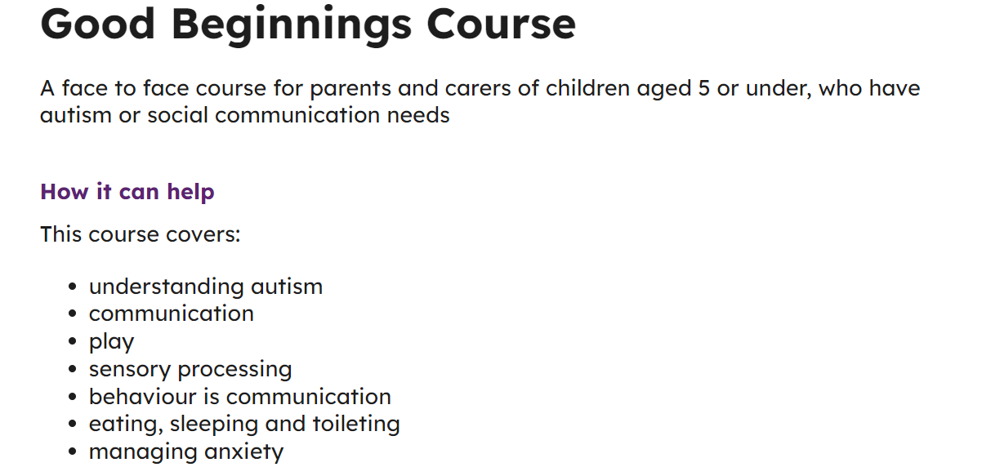 Good Beginnings Course
A face to face course for parents and carers of children aged 5 or under, who have
autism or social communication needs
How it can help
This course covers:
• understanding autism
• communication
• play
• sensory processing
• behaviour is communication
• eating, sleeping and toileting
• managing anxiety